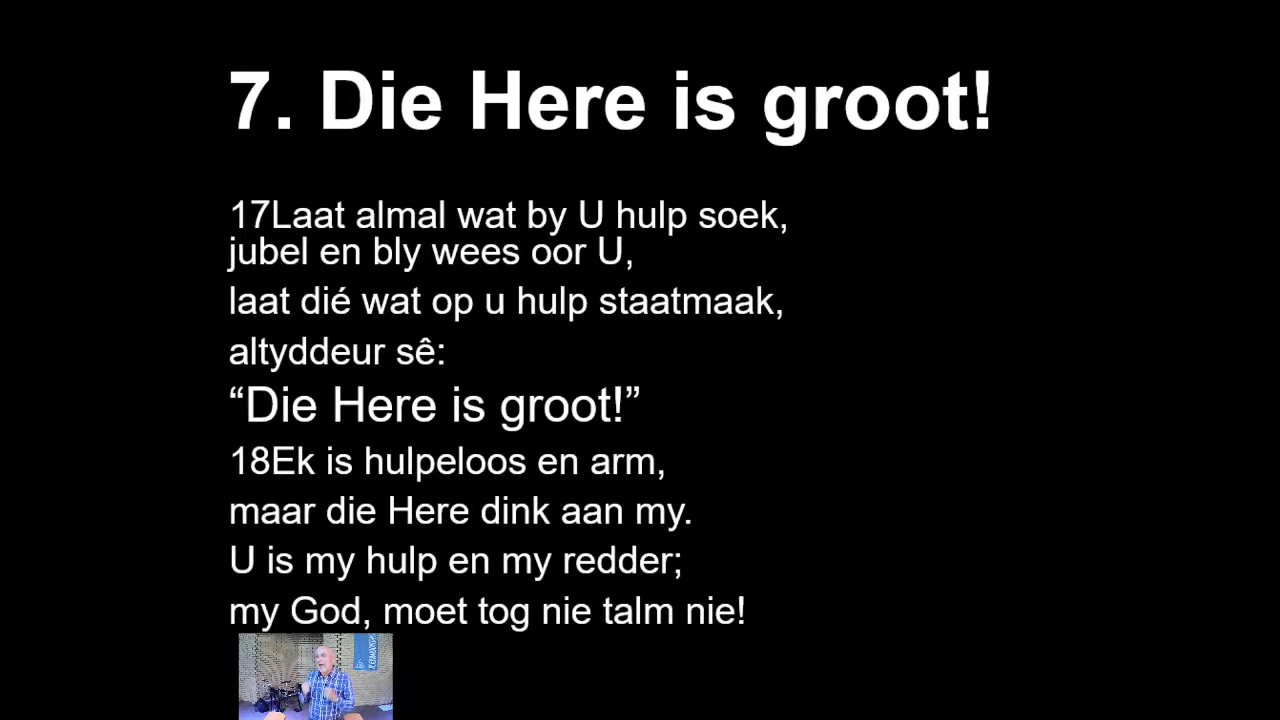 7. Die Here is groot!
17Laat almal wat by U hulp soek,
jubel en bly wees oor U,
laat dié wat op u hulp staatmaak,
altyddeur sê:
“Die Here is groot!”
18Ek is hulpeloos en arm,
maar die Here dink aan my.
U is my hulp en my redder;
my God, moet tog nie talm nie!